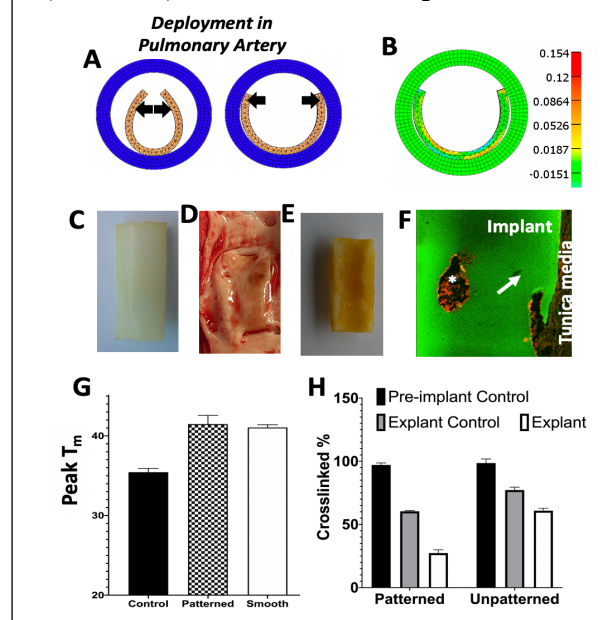 Deployment in
Pulmonary Artery
A
B
0.154
0.12
0.0864
0.0526
0.0187
-0.0151
C
D
E
F
Implant
*
Tunica media
G
Peak Tm
40
30
20
Control
Patterned
Smooth
H
150
100
50
0
Crosslinked %
Pre-implant Control
Explant Control
Explant
Patterned
Unpatterned